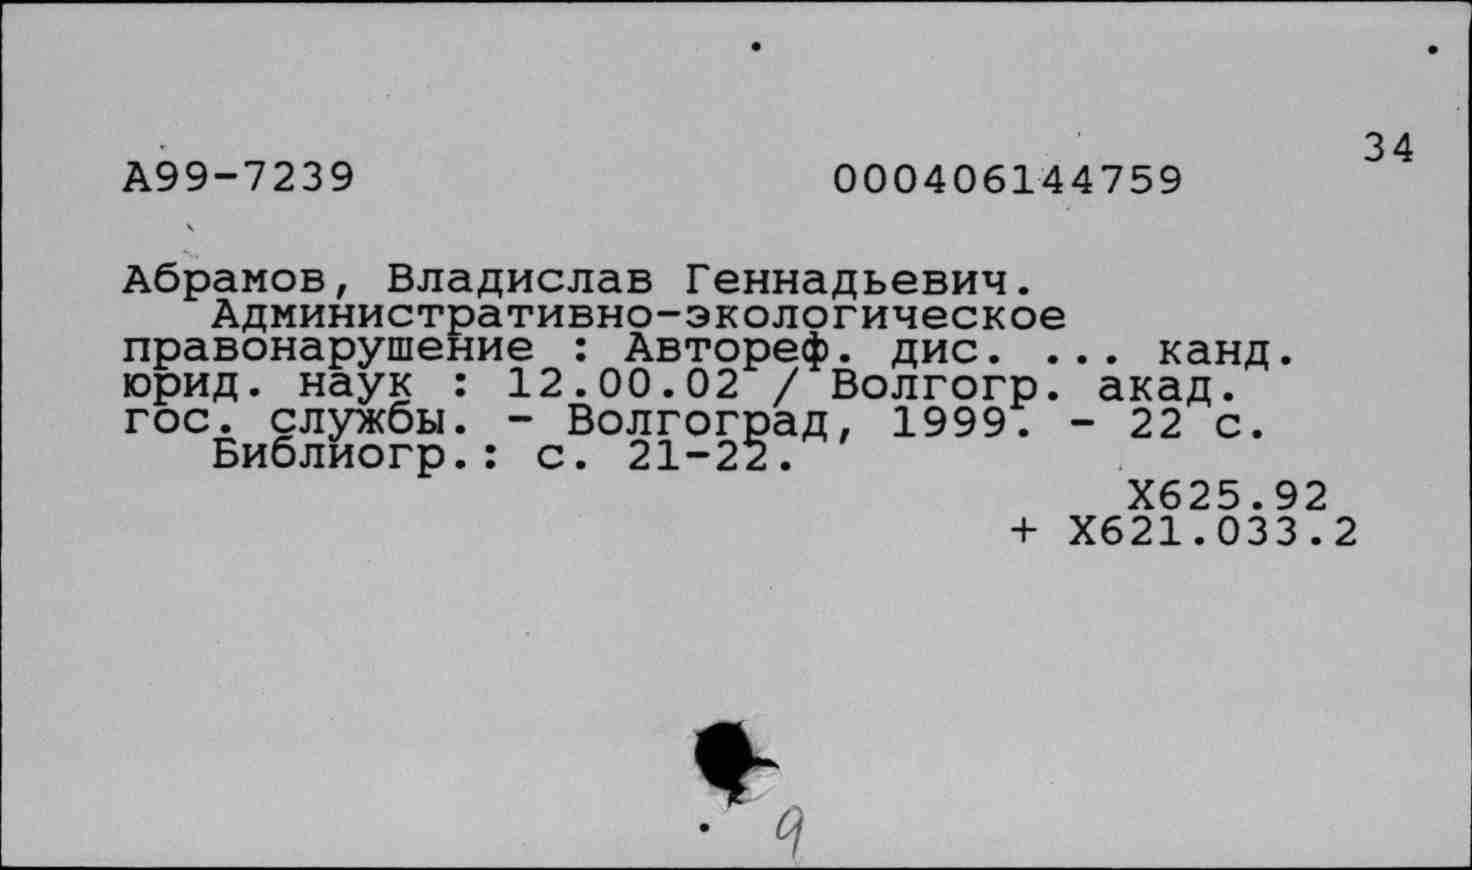 34
А99-7239 000406144759
Абрамов, Владислав Геннадьевич.
Административно-экологическое
правонарушение : Автореф. дис. ... канд.
юрид. наук : 12.00.02 / Волгогр. акад.
гос. службы. - Волгоград, 1999. - 22 с.
Библиогр.: с. 21-22.
Х625.92
+ Х621.033.2
9